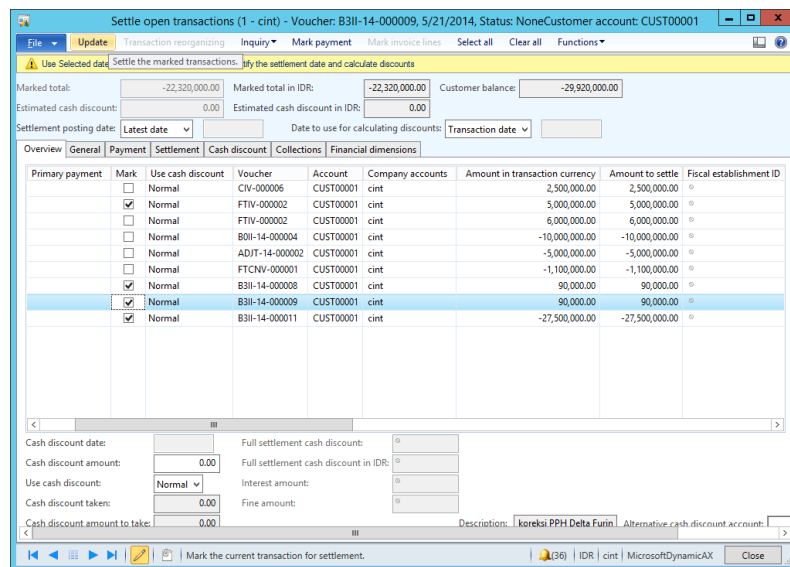 Settle open transactions (1 - cint) - Voucher: B3II-14-000009, 5/21/2014, Status: NoneCustomer account: CUST00001
File Update Transaction reorganizing Inquiry Mark payment Mark invoice lines Select all Clear all Functions
Use Selected date
Settle the marked transactions.
tify the settlement date and calculate discounts
Marked total: -22,320,000.00 Marked total in IDR: -22,320,000.00 Customer balance: -29,920,000.00
Estimated cash discount: 0.00 Estimated cash discount in IDR: 0.00
Settlement posting date: Latest date Date to use for calculating discounts: Transaction date
Overview General Payment Settlement Cash discount Collections Financial dimensions
Primary payment Mark Use cash discount Voucher Account Company accounts Amount in transaction currency Amount to settle Fiscal establishment ID
Normal CIV-000006 CUST00001 cint 2,500,000.00 2,500,000.00
Normal FTIV-000002 CUST00001 cint 5,000,000.00 5,000,000.00
Normal FTIV-000002 CUST00001 cint 6,000,000.00 6,000,000.00
Normal B0II-14-000004 CUST00001 cint -10,000,000.00 -10,000,000.00
Normal ADJT-14-000002 CUST00001 cint -5,000,000.00 -5,000,000.00
Normal FTCNV-000001 CUST00001 cint -1,100,000.00 -1,100,000.00
Normal B3II-14-000008 CUST00001 cint 90,000.00 90,000.00
Normal B3II-14-000009 CUST00001 cint 90,000.00 90,000.00
Normal B3II-14-000011 CUST00001 cint -27,500,000.00 -27,500,000.00
Cash discount date: Full settlement cash discount:
Cash discount amount: 0.00 Full settlement cash discount in IDR:
Use cash discount: Normal Interest amount:
Cash discount taken: 0.00 Fine amount:
Cash discount amount to take: 0.00 Description: koreksi PPH Delta Furin Alternative cash discount account:
Mark the current transaction for settlement. (36) IDR cint MicrosoftDynamicAX Close